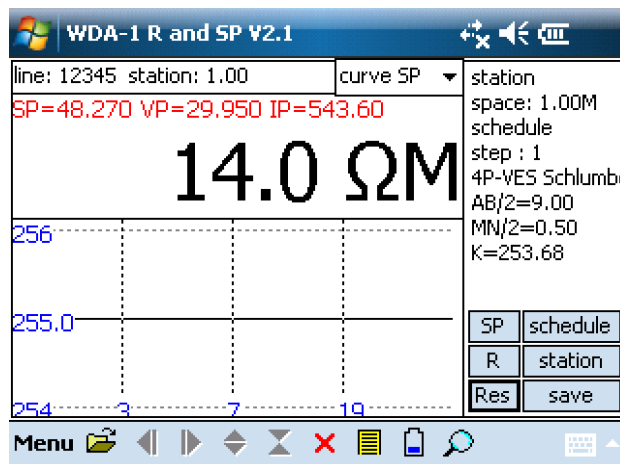 WDA-1 R and SP V2.1
line: 12345 station: 1.00
curve SP
SP=48.270 VP=29.950 IP=543.60
14.0 ΩM
256
255.0
254
3
7
19
station
space: 1.00M
schedule
step : 1
4P-VES Schlumb
AB/2=9.00
MN/2=0.50
K=253.68
SP
schedule
R
station
Res
save
Menu